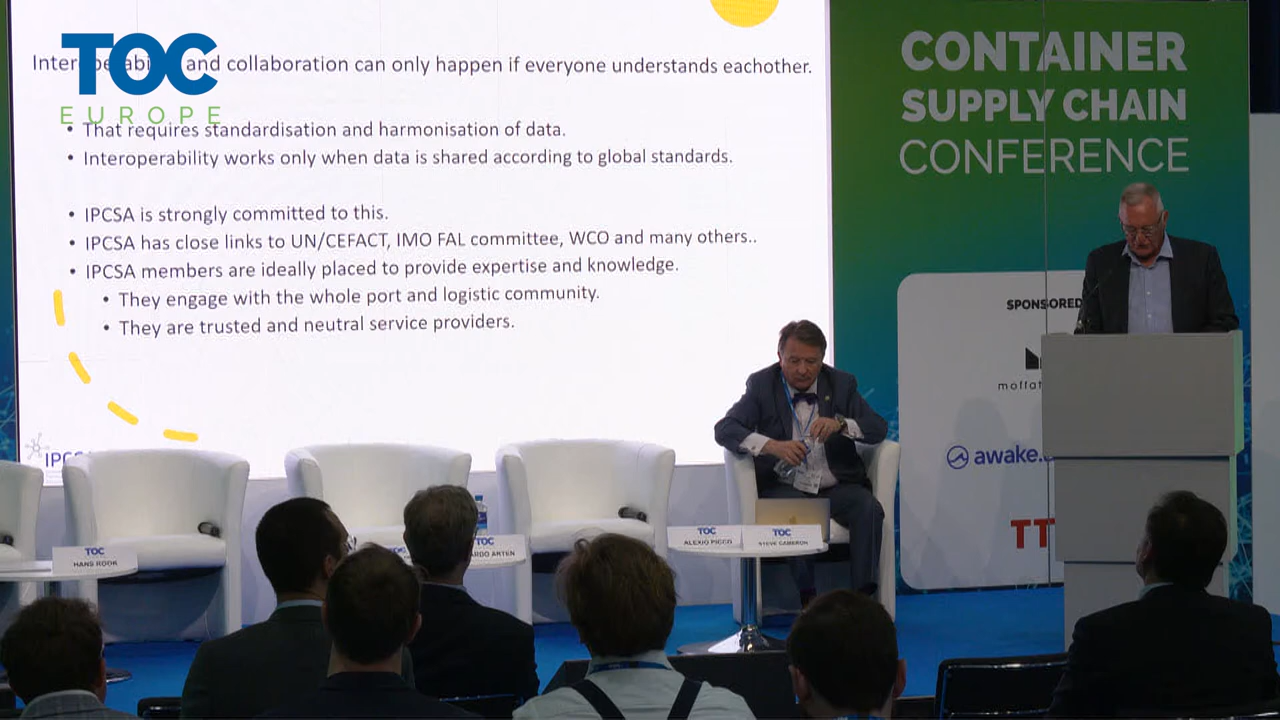 TOC
EUROPE
Inter and collaboration can only happen if everyone understands eachother.
• That requires standardisation and harmonisation of data.
• Interoperability works only when data is shared according to global standards.
• IPCSA is strongly committed to this.
• IPCSA has close links to UN/CEFACT, IMO FAL committee, WCO and many others..
• IPCSA members are ideally placed to provide expertise and knowledge.
• They engage with the whole port and logistic community.
• They are trusted and neutral service providers.
CONTAINER
SUPPLY CHAIN
CONFERENCE
SPONSORED
moffat
awake.
TT
TOC
HANS ROOK
TOC
ARTEN
TOC
ALEXIO PICCO
TOC
STEVE CAMERON